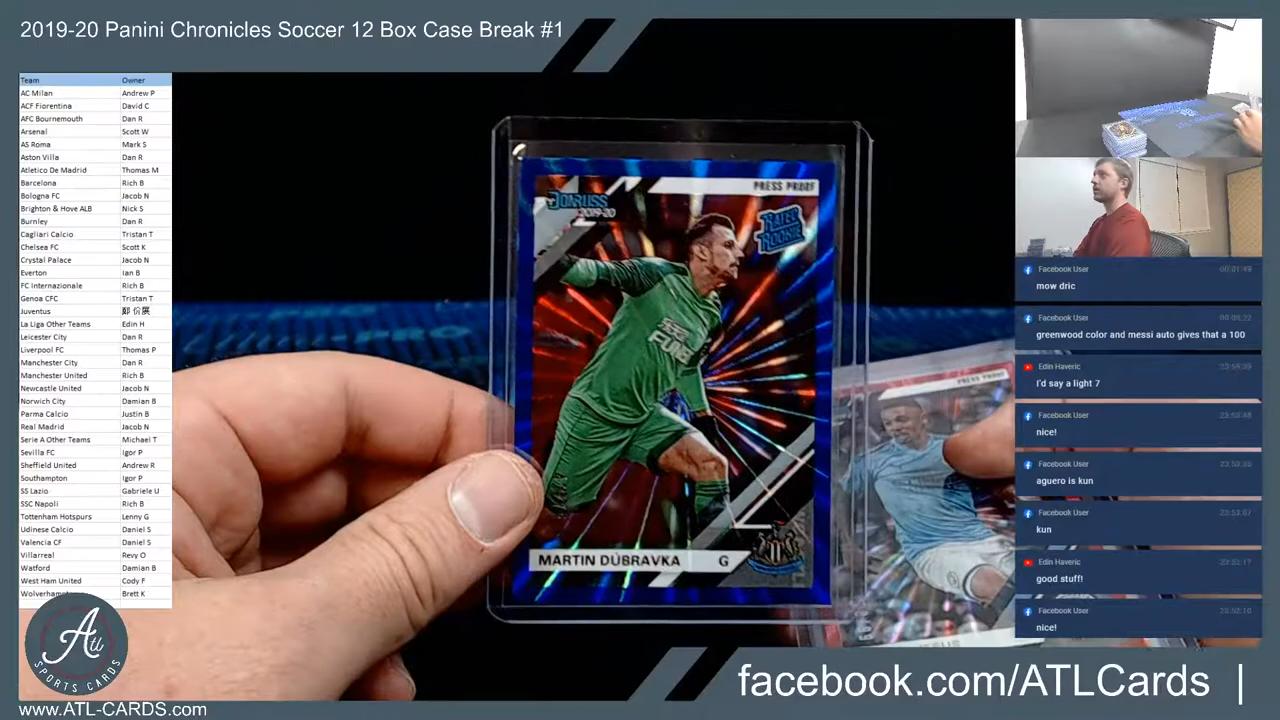 2019-20 Panini Chronicles Soccer 12 Box Case Break #1
Team Owner
AC Milan Andrew P
ACF Fiorentina David C
AFC Bournemouth Dan R
Arsenal Scott W
AS Roma Mark S
Aston Villa Dan R
Atletico De Madrid Thomas M
Barcelona Rich B
Bologna FC Jacob N
Brighton & Hove ALB Nick S
Burnley Dan R
Cagliari Calcio Tristan T
Chelsea FC Scott K
Crystal Palace Jacob N
Everton Ian B
FC Internazionale Rich B
Genoa CFC Tristan T
Juventus 鄭 份展
La Liga Other Teams Edin H
Leicester City Dan R
Liverpool FC Thomas P
Manchester City Dan R
Manchester United Rich B
Newcastle United Jacob N
Norwich City Damian B
Parma Calcio Justin B
Real Madrid Jacob N
Serie A Other Teams Michael T
Sevilla FC Igor P
Sheffield United Andrew R
Southampton Igor P
SS Lazio Gabriele U
SSC Napoli Rich B
Tottenham Hotspurs Lenny G
Udinese Calcio Daniel S
Valencia CF Daniel S
Villarreal Revy O
Watford Damian B
West Ham United Cody F
Brett K
Atl
SPORTS CARDS
www.ATL-CARDS.com
PRESS PROOF
DONRUSS
2019-20
RATED
ROOKIE
FUN88
MARTIN DÚBRAVKA G
PRESS PROOF
Facebook User
mow dric
Facebook User
greenwood color and messi auto gives that a 100
Edin Haveric
I'd say a light 7
Facebook User
nice!
Facebook User
aguero is kun
Facebook User
kun
Edin Haveric
good stuff!
Facebook User
nice!
facebook.com/ATLCards |